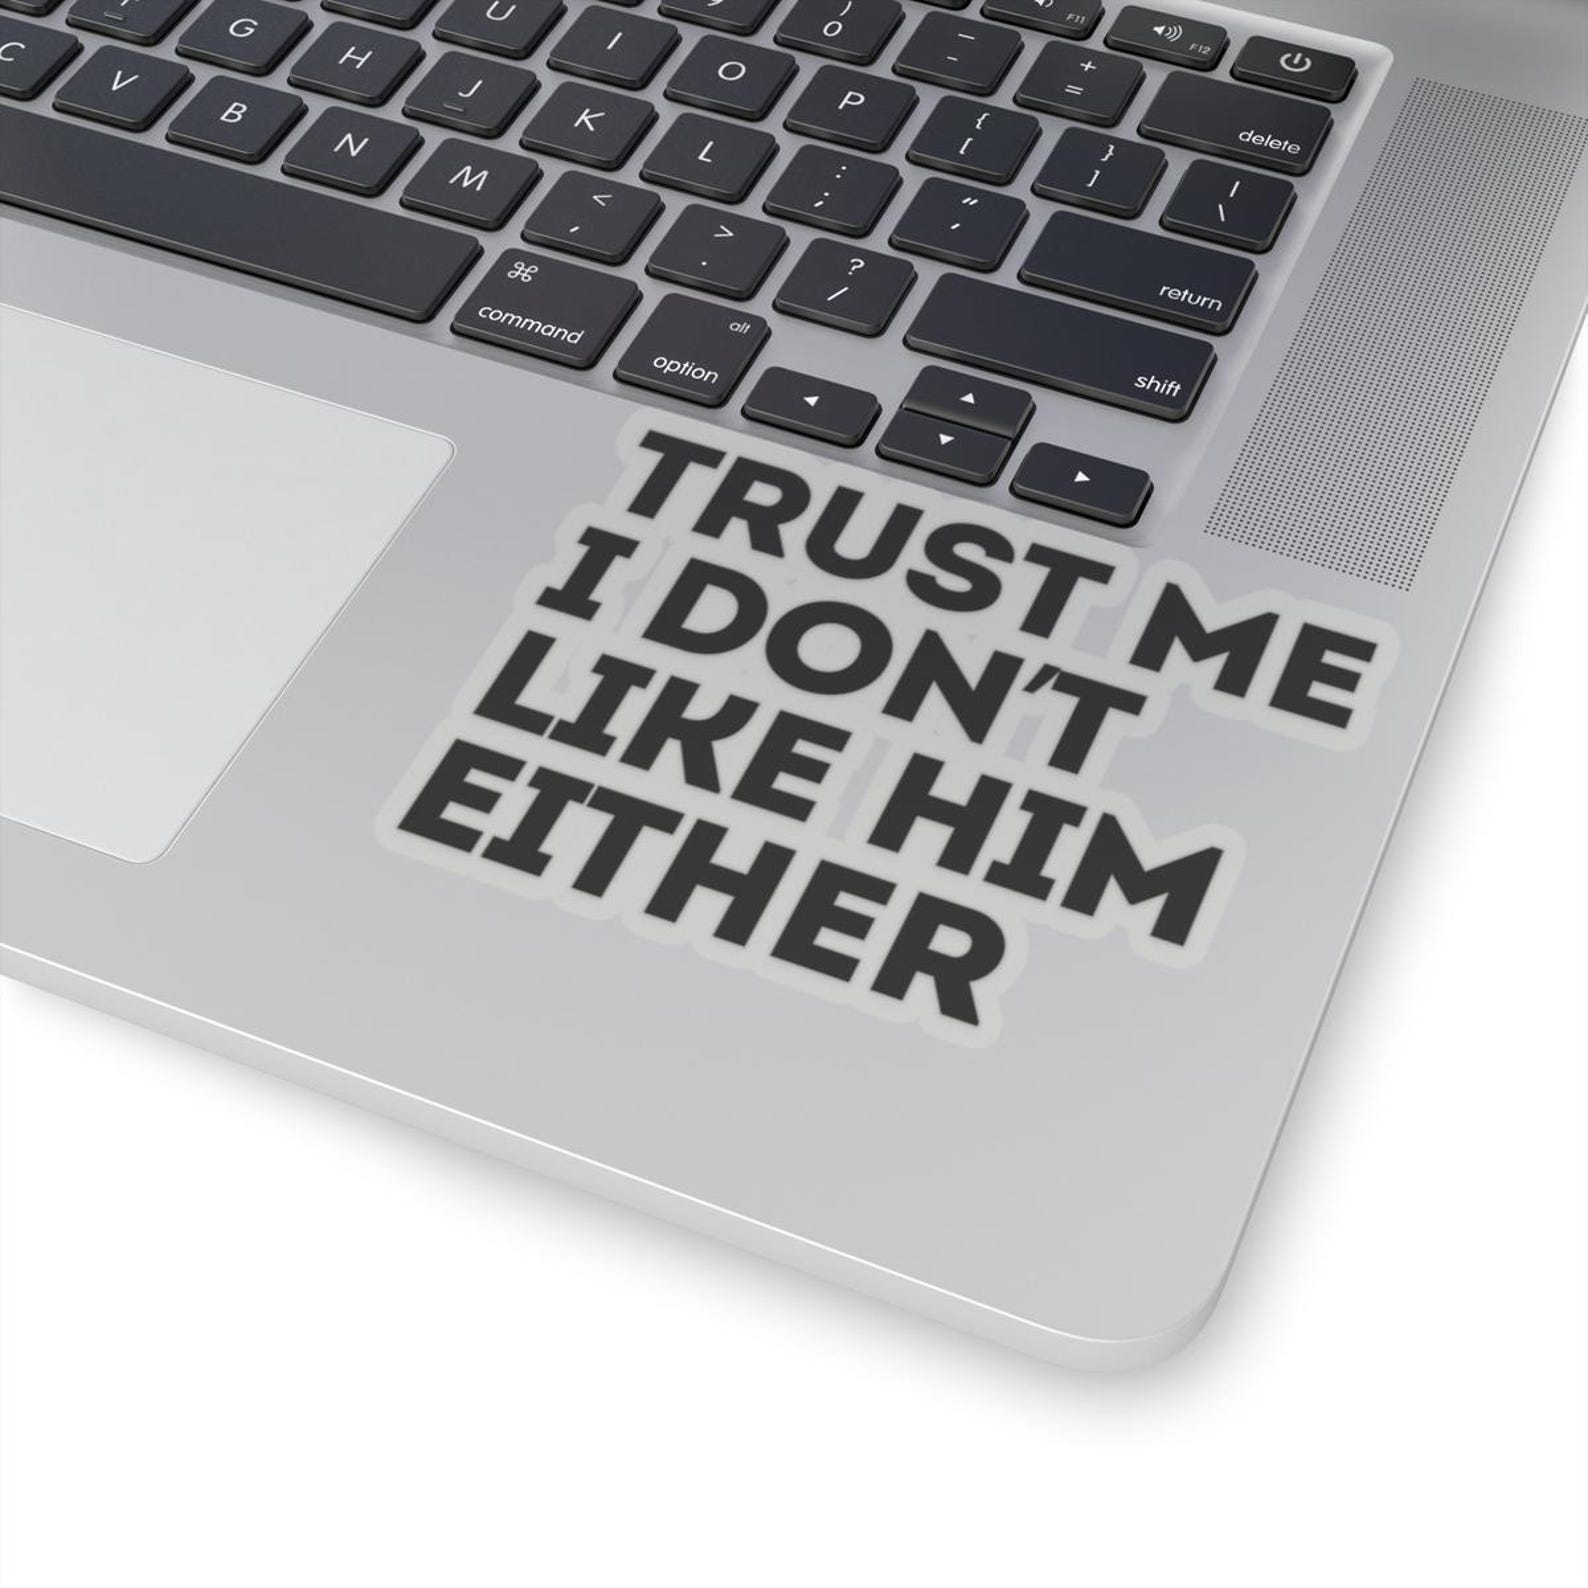 F11
F12
U
I
O
P
)
0
_
-
+
=
delete
G
H
J
K
L
:
;
"
'
{
[
}
]
|
\
return
C
V
B
N
M
<
,
>
.
?
/
shift
⌘
command
alt
option
TRUST ME
I DON'T
LIKE HIM
EITHER